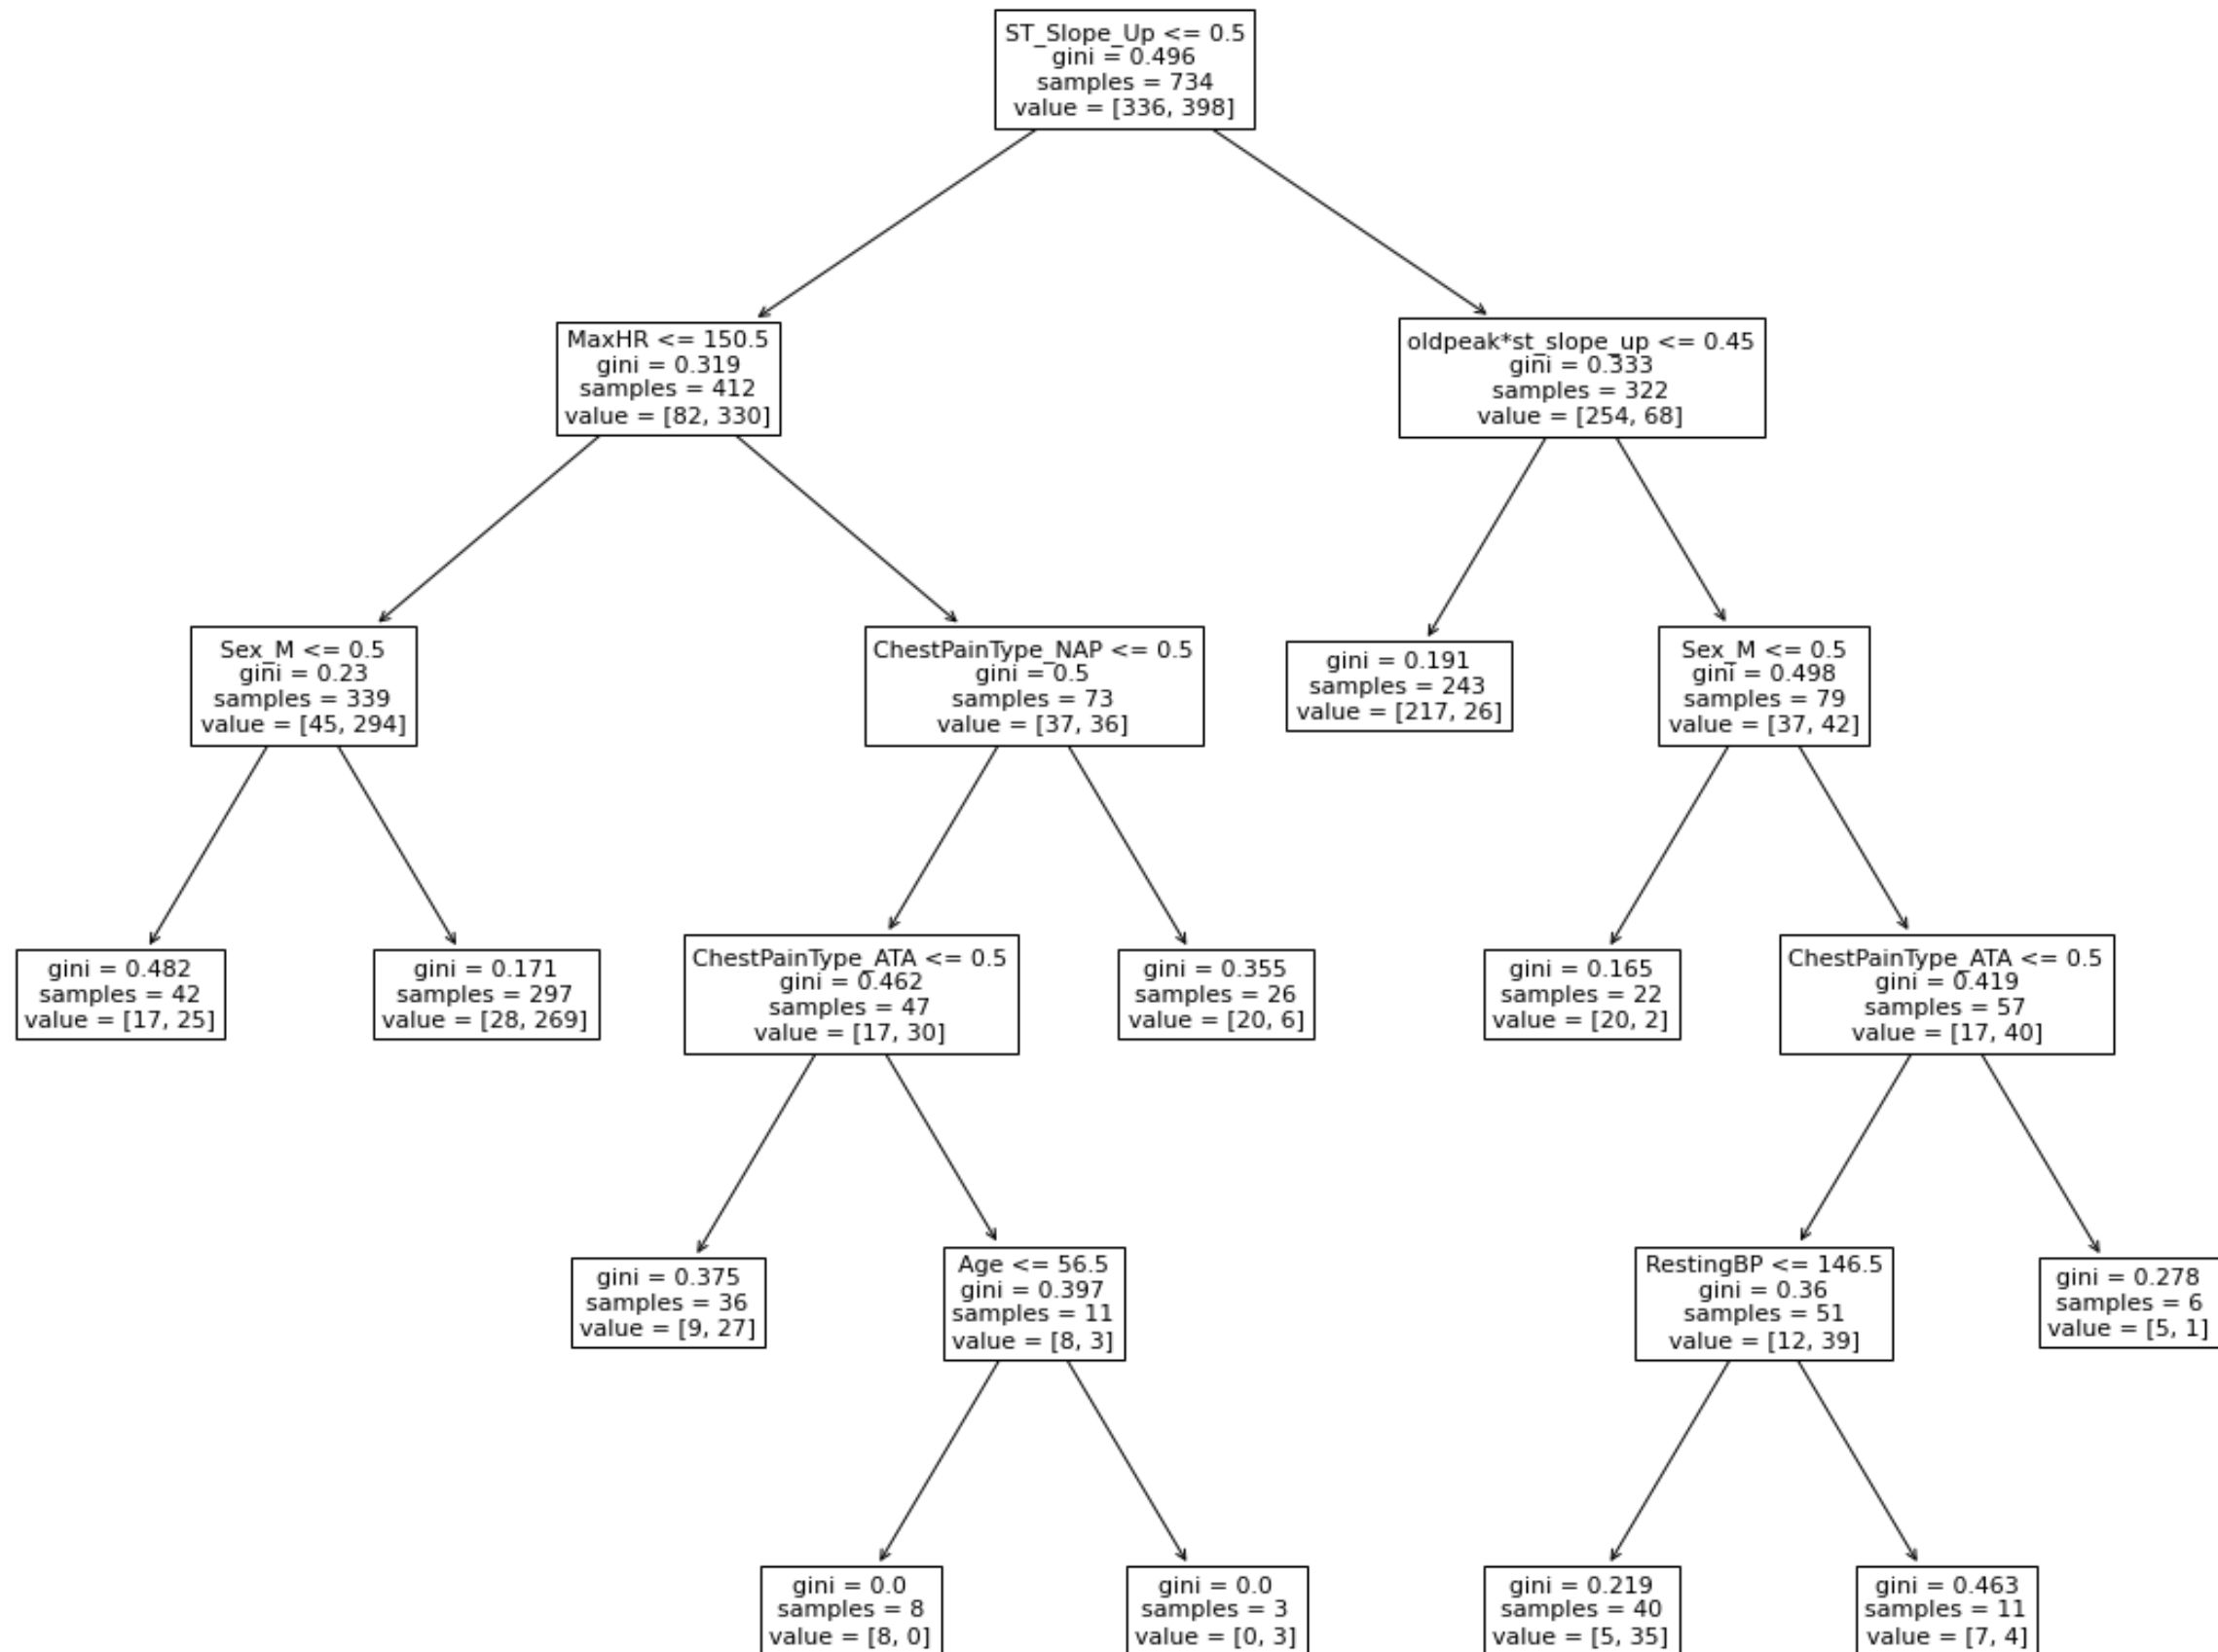 ST_Slope_Up <= 0.5
gini = 0.496
samples = 734
value = [336, 398]
MaxHR <= 150.5
gini = 0.319
samples = 412
value = [82, 330]
oldpeak*st_slope_up <= 0.45
gini = 0.333
samples = 322
value = [254, 68]
Sex_M <= 0.5
gini = 0.23
samples = 339
value = [45, 294]
ChestPainType_NAP <= 0.5
gini = 0.5
samples = 73
value = [37, 36]
gini = 0.191
samples = 243
value = [217, 26]
Sex_M <= 0.5
gini = 0.498
samples = 79
value = [37, 42]
gini = 0.482
samples = 42
value = [17, 25]
gini = 0.171
samples = 297
value = [28, 269]
ChestPainType_ATA <= 0.5
gini = 0.462
samples = 47
value = [17, 30]
gini = 0.355
samples = 26
value = [20, 6]
gini = 0.165
samples = 22
value = [20, 2]
ChestPainType_ATA <= 0.5
gini = 0.419
samples = 57
value = [17, 40]
gini = 0.375
samples = 36
value = [9, 27]
Age <= 56.5
gini = 0.397
samples = 11
value = [8, 3]
RestingBP <= 146.5
gini = 0.36
samples = 51
value = [12, 39]
gini = 0.278
samples = 6
value = [5, 1]
gini = 0.0
samples = 8
value = [8, 0]
gini = 0.0
samples = 3
value = [0, 3]
gini = 0.219
samples = 40
value = [5, 35]
gini = 0.463
samples = 11
value = [7, 4]